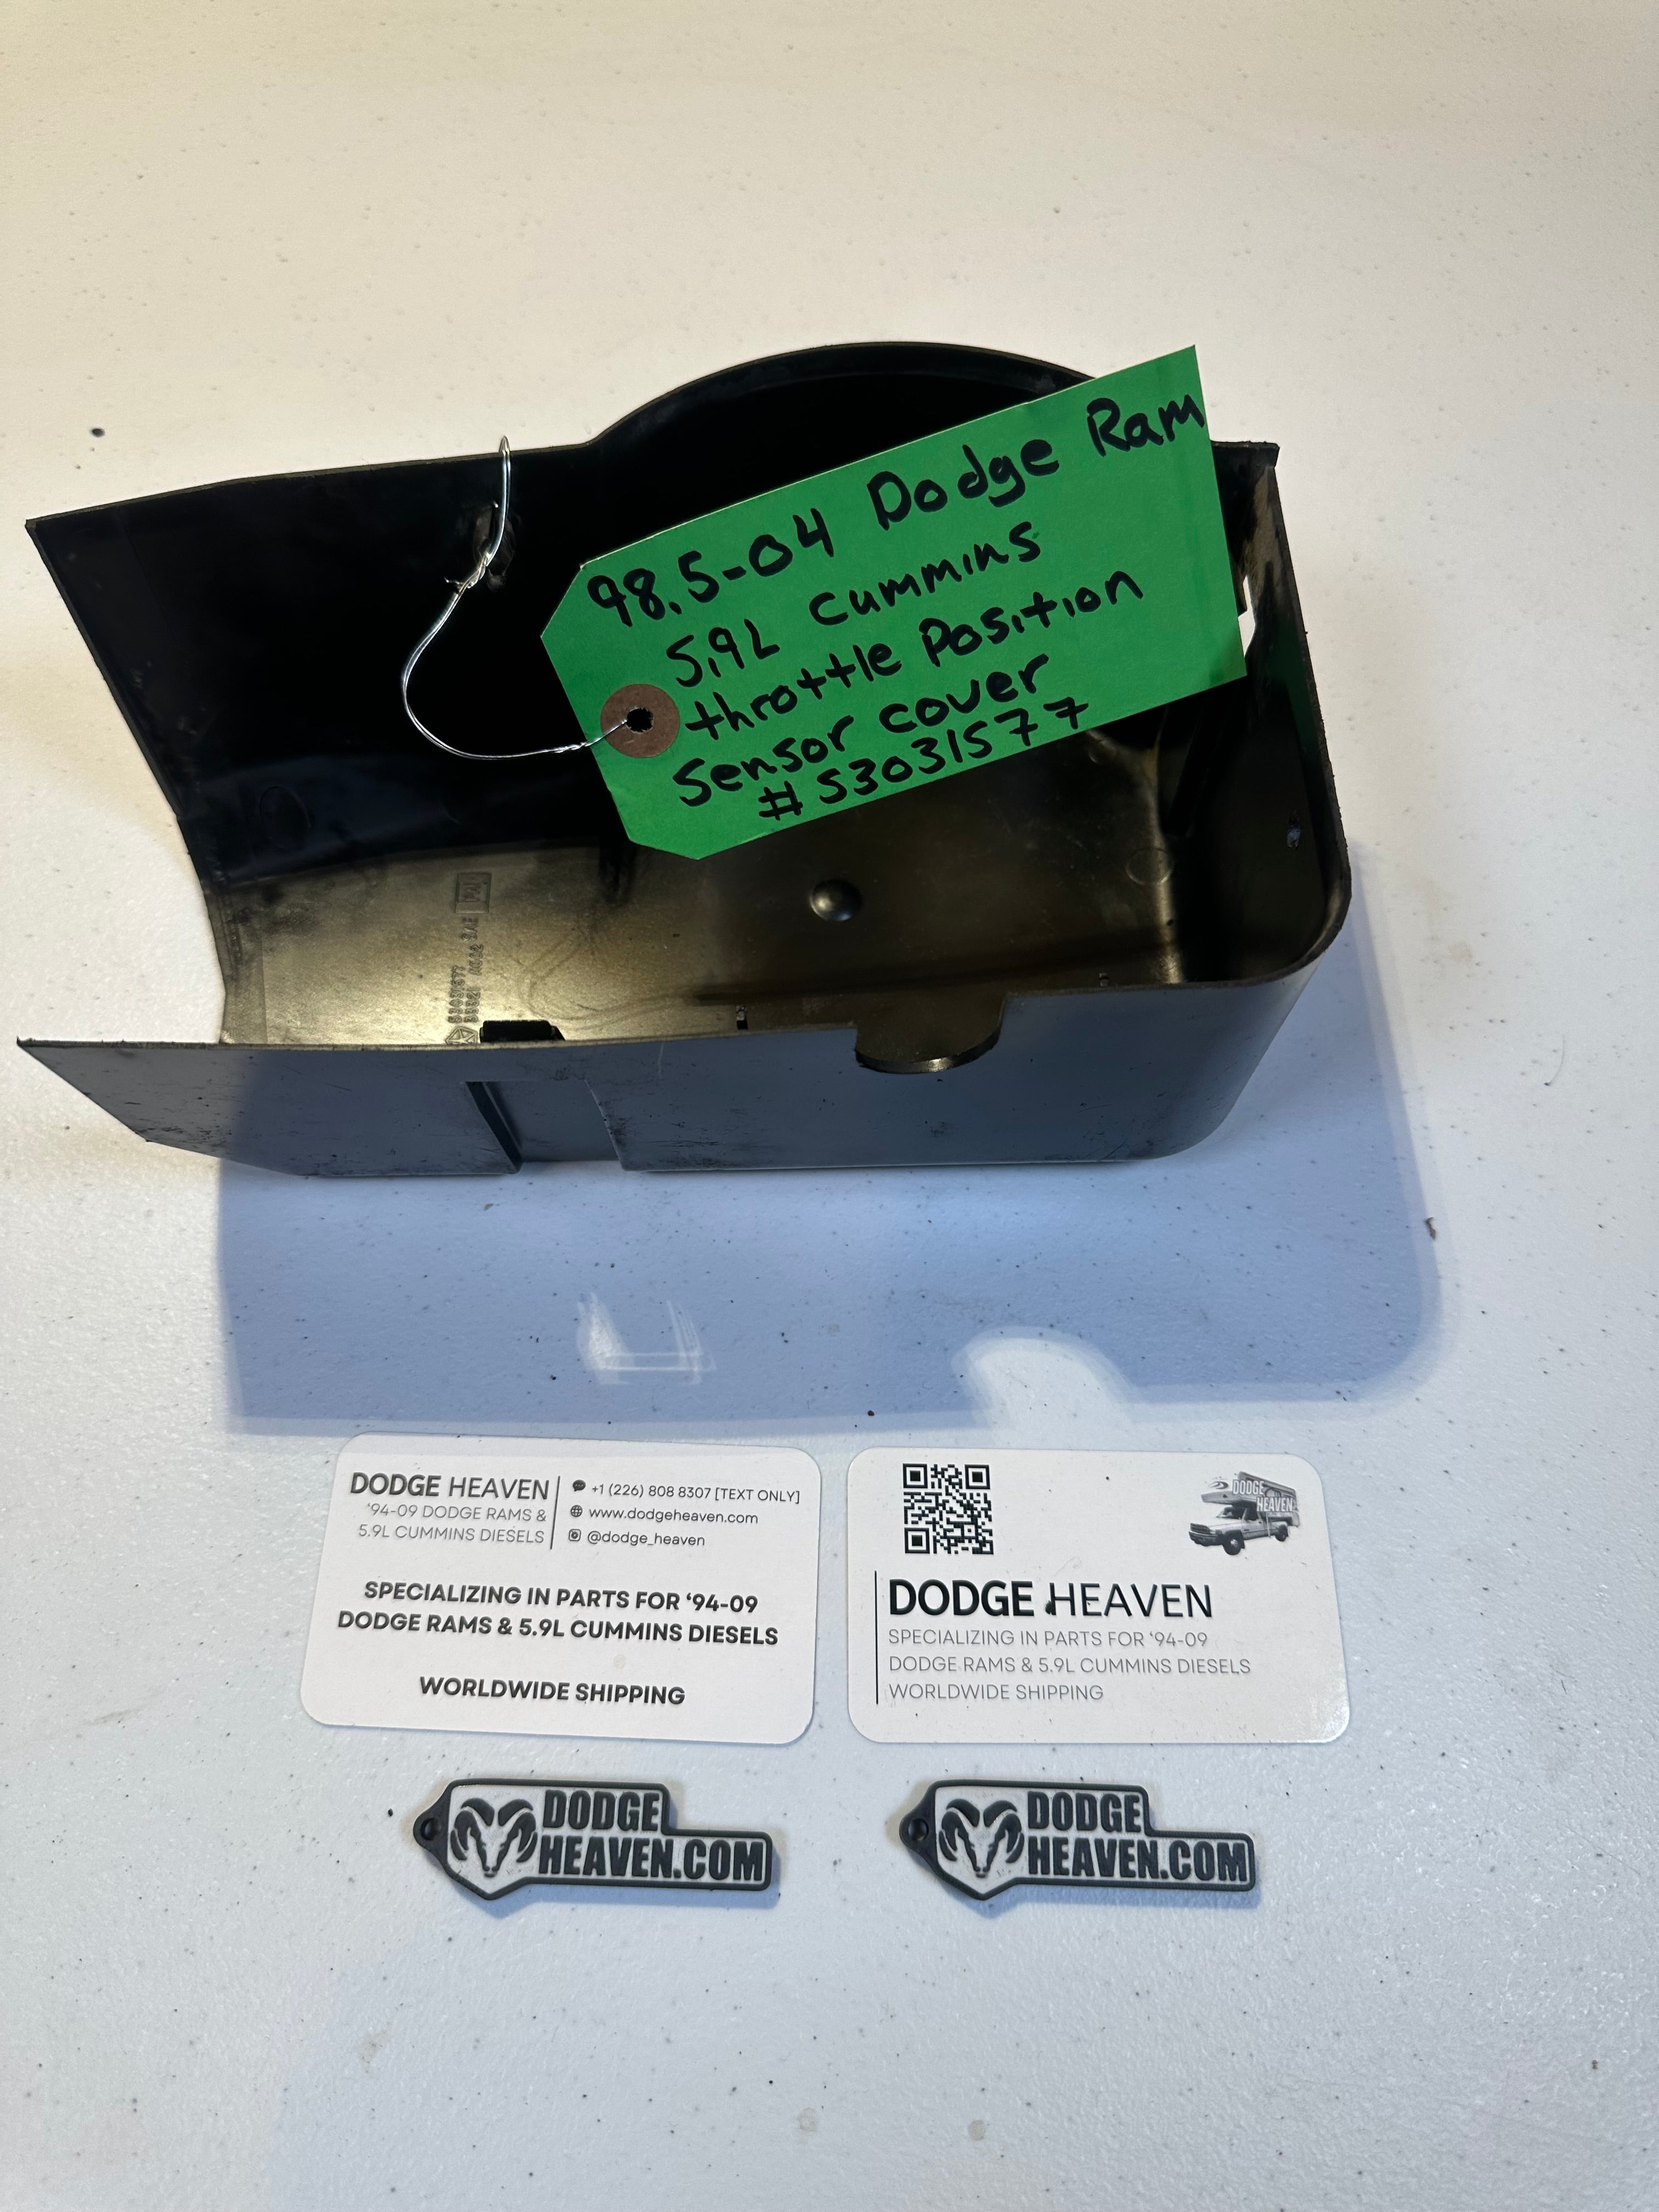 98.5-04 Dodge Ram
5.9L Cummins
throttle Position
Sensor cover
# 53031577
53031577
DODGE HEAVEN
'94-09 DODGE RAMS &
5.9L CUMMINS DIESELS
+1 (226) 808 8307 [TEXT ONLY]
www.dodgeheaven.com
@dodge_heaven
SPECIALIZING IN PARTS FOR '94-09
DODGE RAMS & 5.9L CUMMINS DIESELS
WORLDWIDE SHIPPING
DODGE
HEAVEN
DODGE HEAVEN
SPECIALIZING IN PARTS FOR '94-09
DODGE RAMS & 5.9L CUMMINS DIESELS
WORLDWIDE SHIPPING
DODGE
HEAVEN.COM
DODGE
HEAVEN.COM